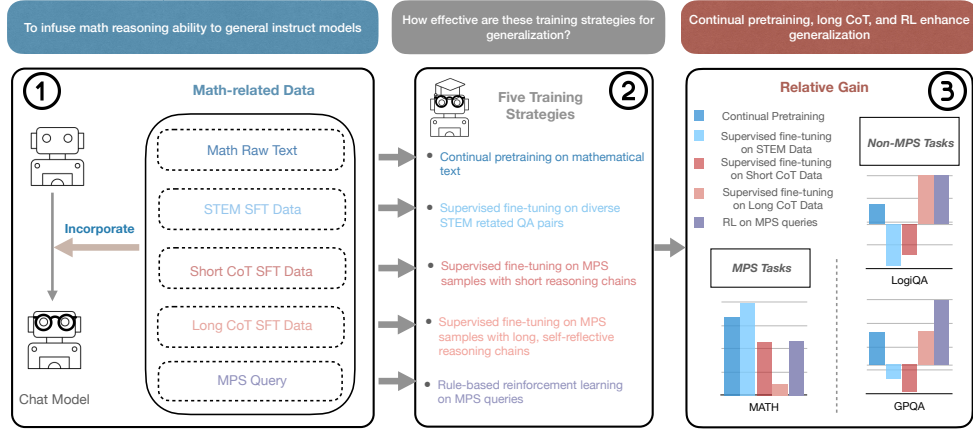 To infuse math reasoning ability to general instruct models
How effective are these training strategies for
generalization?
Continual pretraining, long CoT, and RL enhance
generalization
1
Math-related Data
Math Raw Text
STEM SFT Data
Short CoT SFT Data
Long CoT SFT Data
MPS Query
Incorporate
Chat Model
2
Five Training
Strategies
• Continual pretraining on mathematical
text
• Supervised fine-tuning on diverse
STEM retated QA pairs
• Supervised fine-tuning on MPS
samples with short reasoning chains
• Supervised fine-tuning on MPS
samples with long, self-reflective
reasoning chains
• Rule-based reinforcement learning
on MPS queries
3
Relative Gain
Continual Pretraining
Supervised fine-tuning
on STEM Data
Supervised fine-tuning
on Short CoT Data
Supervised fine-tuning
on Long CoT Data
RL on MPS queries
Non-MPS Tasks
LogiQA
MPS Tasks
MATH
GPQA